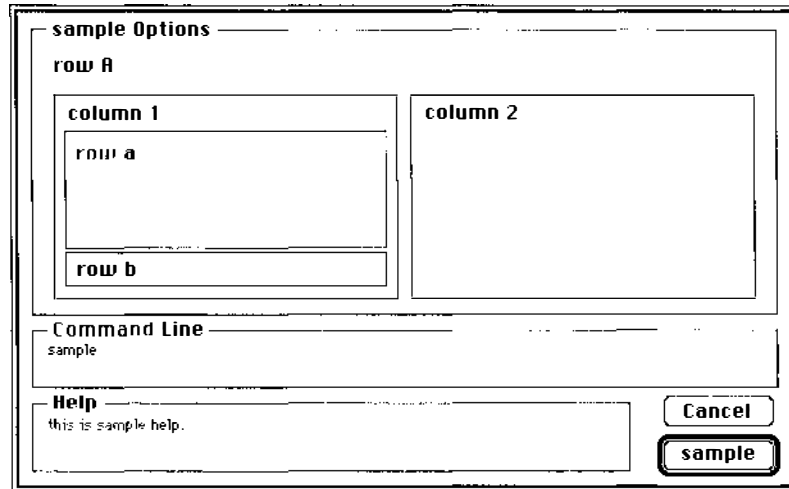 sample Options
row A
column 1
column 2
row a
row b
Command Line
sample
Help
this is sample help.
Cancel
sample